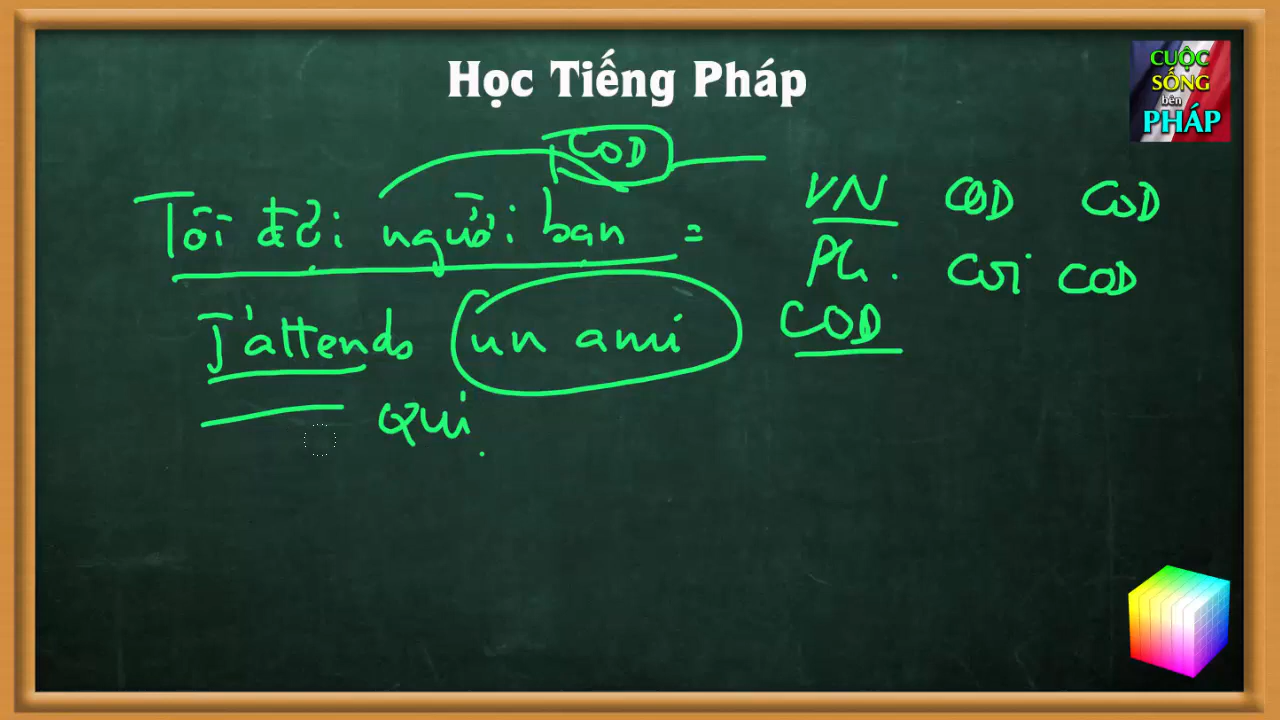 Học Tiếng Pháp
CUỘC
SỐNG
bên
PHÁP
COD
Tôi đợi người bạn =
VN COD COD
Ph. COI COD
J'attends un ami
COD
Qui